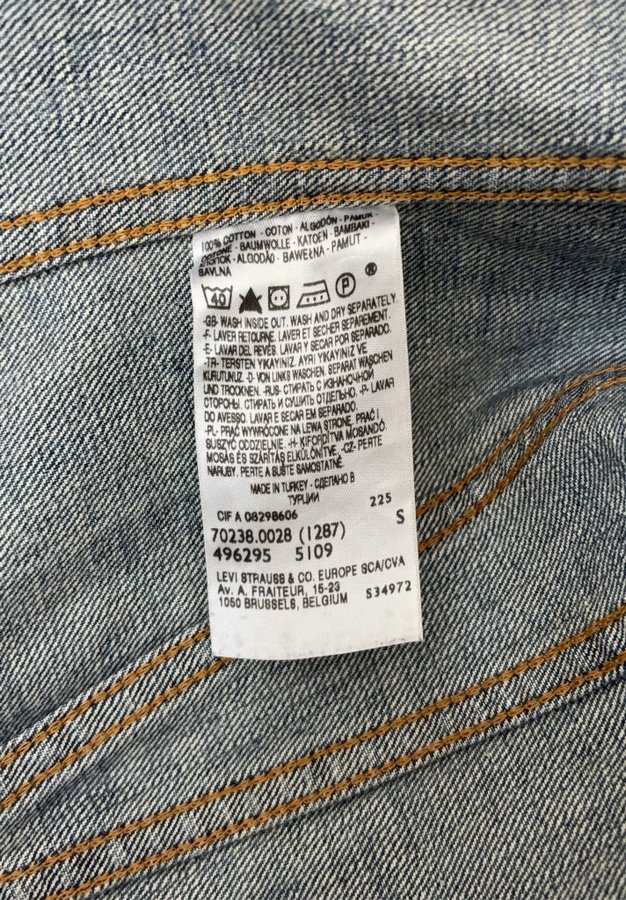 100% COTTON - COTON - ALGODÓN - PAMUK
- BAUMWOLLE - KATOEN - BAMBAKI -
- ALGODÃO - BAWEŁNA - PAMUT -
BAVLNA
40 P ®
-GB- WASH INSIDE OUT. WASH AND DRY SEPARATELY.
-F- LAVER RETOURNE. LAVER ET SECHER SEPAREMENT.
-E- LAVAR DEL REVÉS. LAVAR Y SECAR POR SEPARADO.
-TR- TERSTEN YKAYINIZ. AYRI YKAYINIZ VE
KURUTUNUZ. -D- VON LINKS WASCHEN. SEPARAT WASCHEN
UND TROCKNEN. -RUS- СТИРАТЬ С ИЗНАНОЧНОЙ
СТОРОНЫ. СТИРАТЬ И СУШИТЬ ОТДЕЛЬНО. -P- LAVAR
DO AVESSO. LAVAR E SECAR EM SEPARADO.
-PL- PRAĆ WYWRÓCONE NA LEWĄ STRONĘ. PRAĆ I
SUSZYĆ ODDZIELNIE. -H- KIFORDÍTVA MOSANDÓ
MOSÁS ÉS SZÁRÍTÁS ELKÜLÖNÍTVE. -CZ- PERTE
NARUBY. PERTE A SUŠTE SAMOSTATNĚ.
MADE IN TURKEY - СДЕЛАНО В
ТУРЦИИ
225
CIF A 08298606 S
70238.0028 (1287)
496295 5109
LEVI STRAUSS & CO. EUROPE SCA/CVA
Av. A. FRAITEUR, 15-23
1050 BRUSSELS, BELGIUM S34972